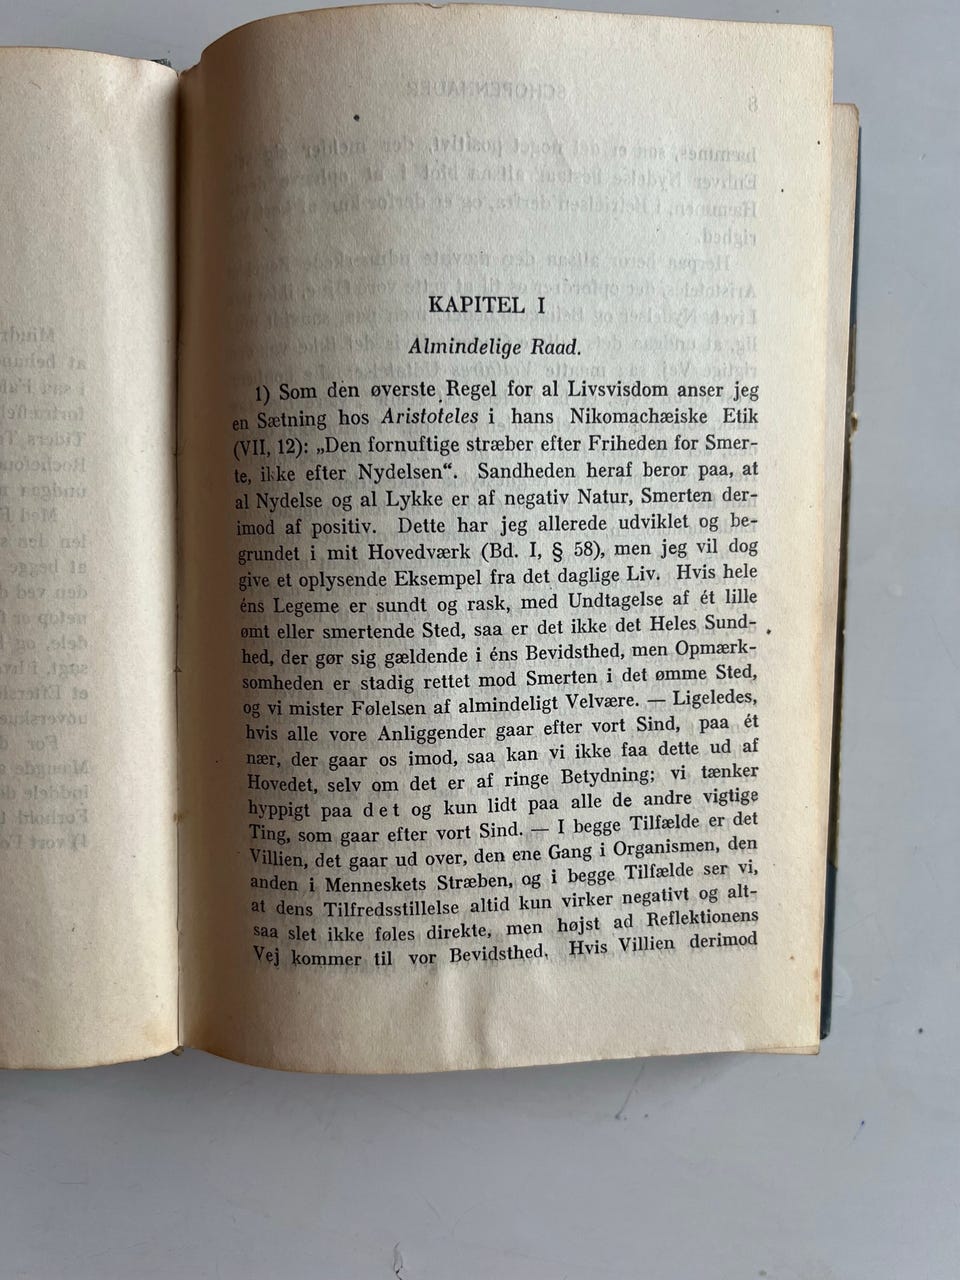 KAPITEL I
Almindelige Raad.
1) Som den øverste Regel for al Livsvisdom anser jeg
en Sætning hos Aristoteles i hans Nikomachæiske Etik
(VII, 12): „Den fornuftige stræber efter Friheden for Smer-
te, ikke efter Nydelsen“. Sandheden heraf beror paa, at
al Nydelse og al Lykke er af negativ Natur, Smerten der-
imod af positiv. Dette har jeg allerede udviklet og be-
grundet i mit Hovedværk (Bd. I, § 58), men jeg vil dog
give et oplysende Eksempel fra det daglige Liv. Hvis hele
éns Legeme er sundt og rask, med Undtagelse af ét lille
ømt eller smertende Sted, saa er det ikke det Heles Sund-
hed, der gør sig gældende i éns Bevidsthed, men Opmærk-
somheden er stadig rettet mod Smerten i det ømme Sted,
og vi mister Følelsen af almindeligt Velvære. — Ligeledes,
hvis alle vore Anliggender gaar efter vort Sind, paa ét
nær, der gaar os imod, saa kan vi ikke faa dette ud af
Hovedet, selv om det er af ringe Betydning; vi tænker
hyppigt paa det og kun lidt paa alle de andre vigtige
Ting, som gaar efter vort Sind. — I begge Tilfælde er det
Villien, det gaar ud over, den ene Gang i Organismen, den
anden i Menneskets Stræben, og i begge Tilfælde ser vi,
at dens Tilfredsstillelse altid kun virker negativt og alt-
saa slet ikke føles direkte, men højst ad Reflektionens
Vej kommer til vor Bevidsthed. Hvis Villien derimod